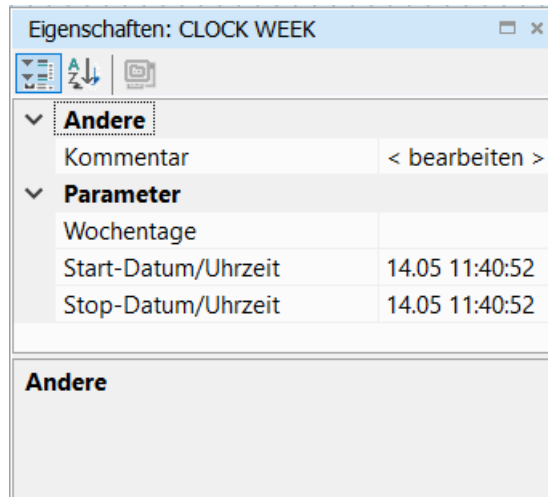 Eigenschaften: CLOCK WEEK
Andere
Kommentar < bearbeiten >
Parameter
Wochentage
Start-Datum/Uhrzeit 14.05 11:40:52
Stop-Datum/Uhrzeit 14.05 11:40:52
Andere